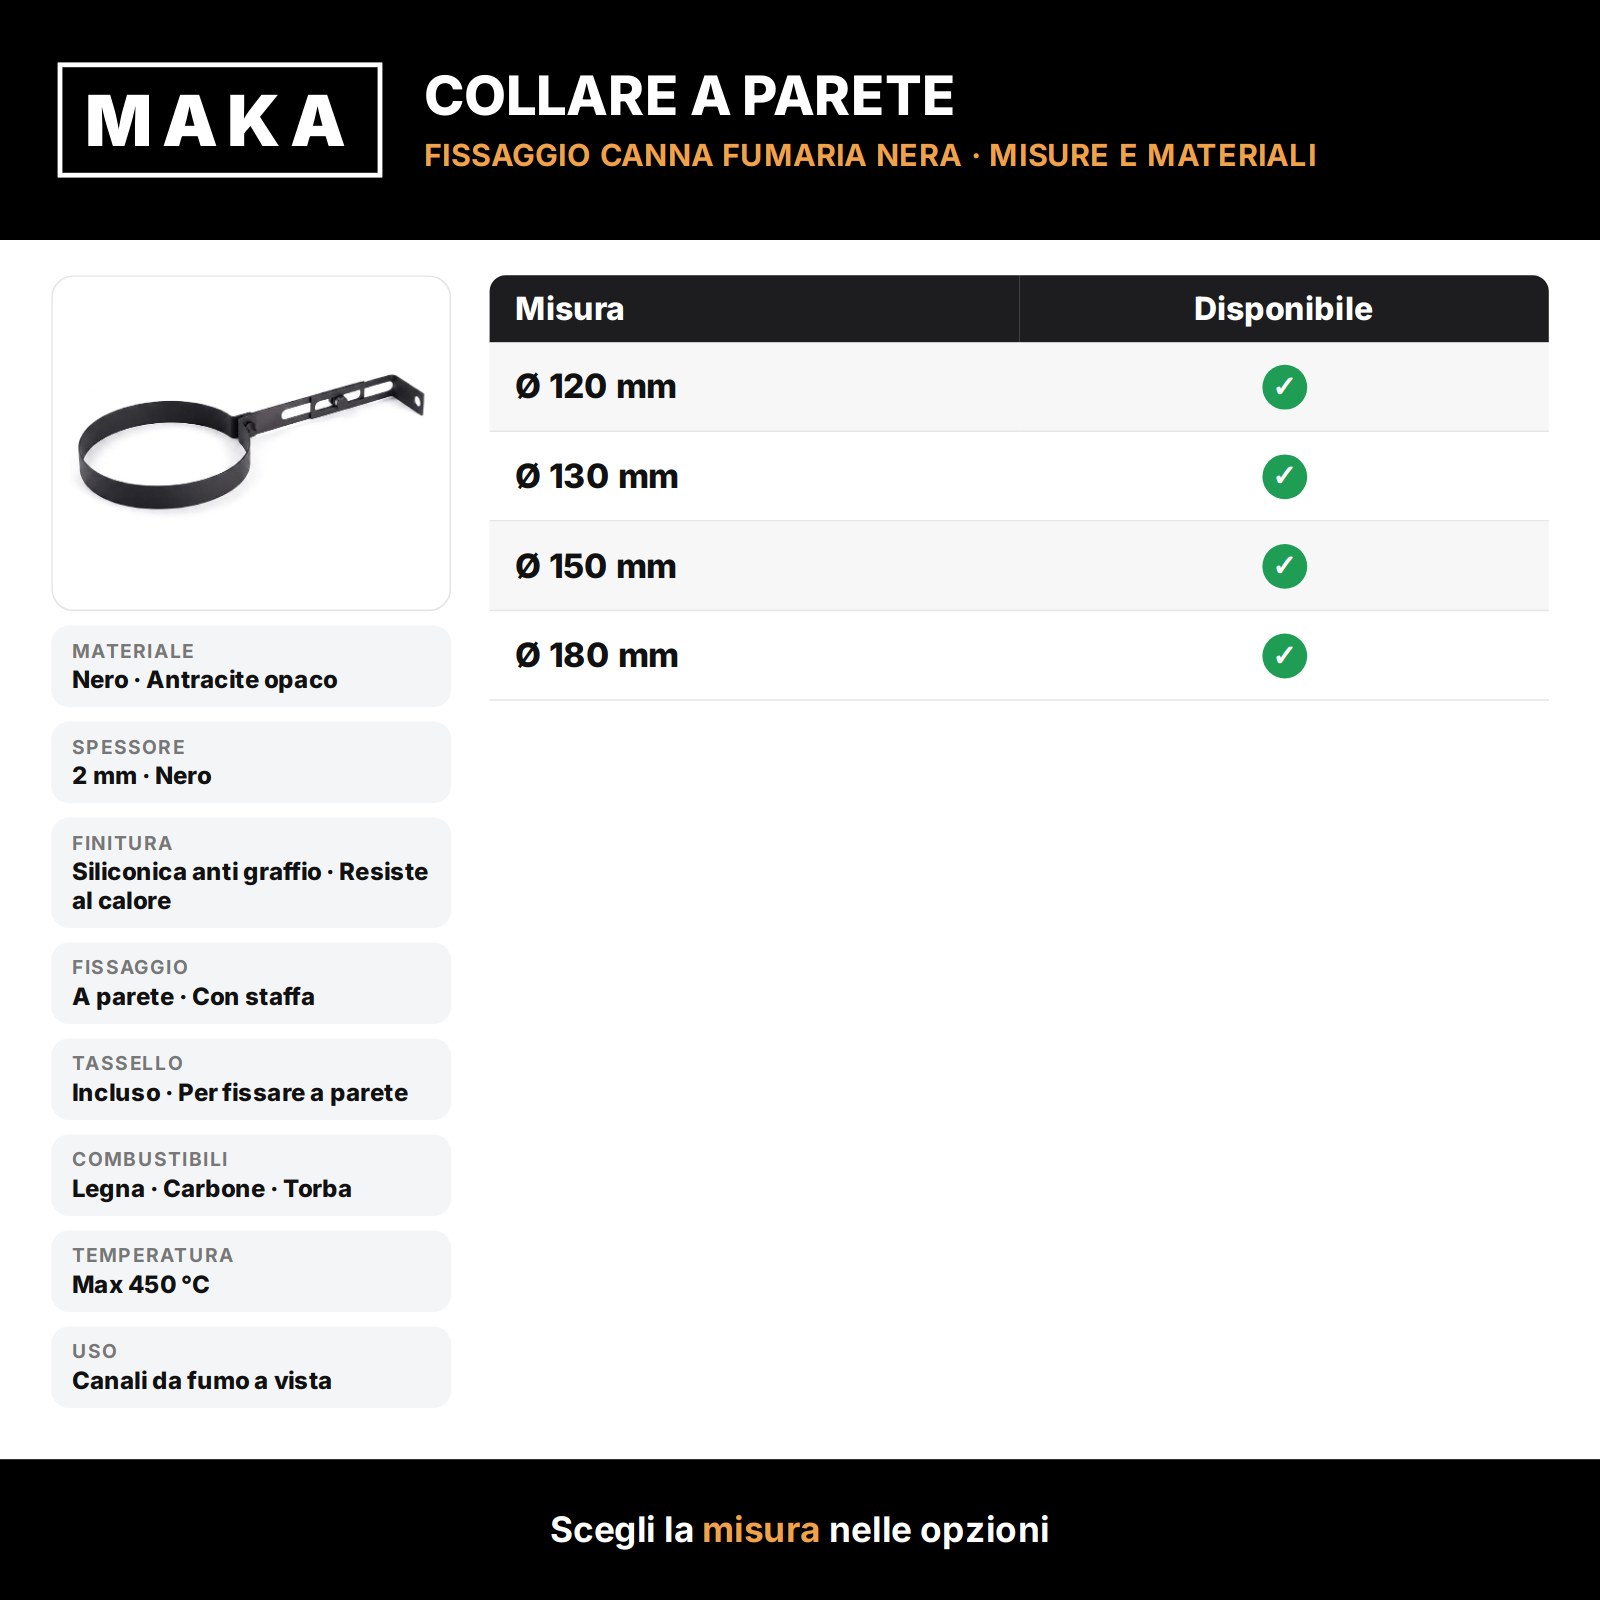 MAKA
COLLARE A PARETE
FISSAGGIO CANNA FUMARIA NERA · MISURE E MATERIALI
MATERIALE
Nero · Antracite opaco
SPESSORE
2 mm · Nero
FINITURA
Siliconica anti graffio · Resiste
al calore
FISSAGGIO
A parete · Con staffa
TASSELLO
Incluso · Per fissare a parete
COMBUSTIBILI
Legna · Carbone · Torba
TEMPERATURA
Max 450 °C
USO
Canali da fumo a vista
Misura Disponibile
Ø 120 mm ✓
Ø 130 mm ✓
Ø 150 mm ✓
Ø 180 mm ✓
Scegli la misura nelle opzioni